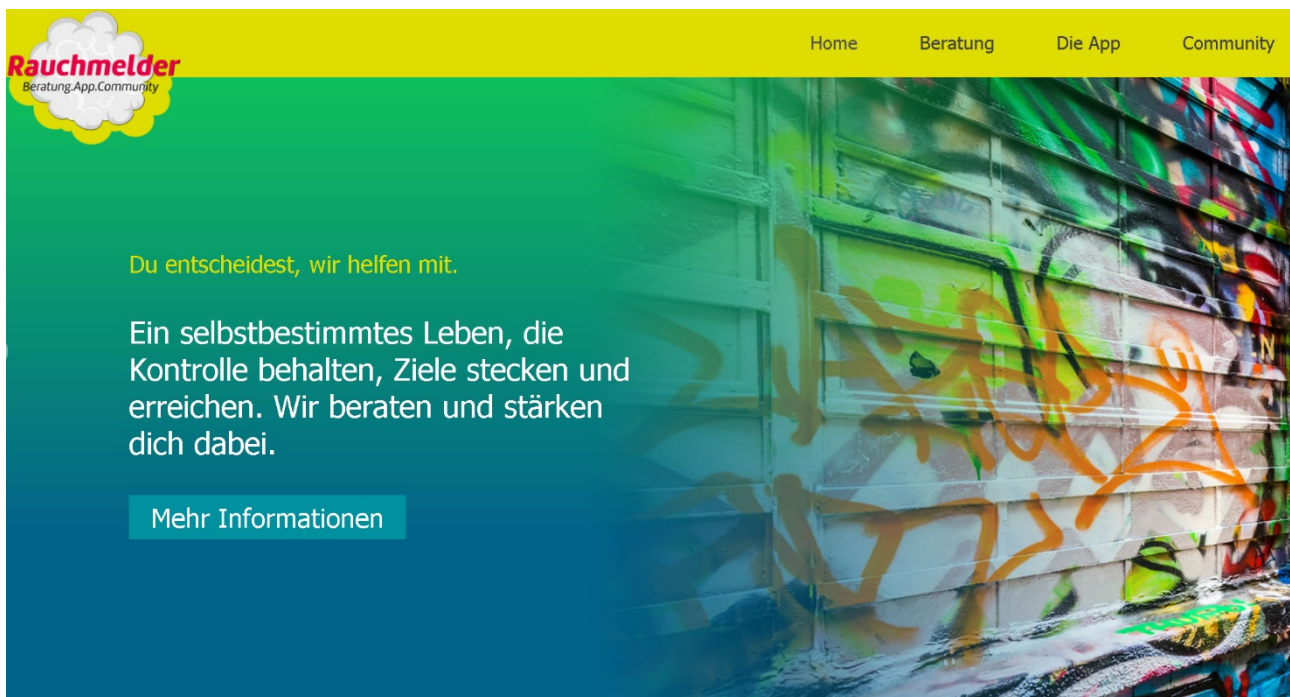 Rauchmelder
Beratung.App.Community
Home Beratung Die App Community
Du entscheidest, wir helfen mit.
Ein selbstbestimmtes Leben, die
Kontrolle behalten, Ziele stecken und
erreichen. Wir beraten und stärken
dich dabei.
Mehr Informationen